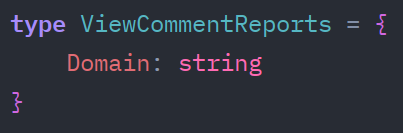 type ViewCommentReports = {
    Domain: string
}